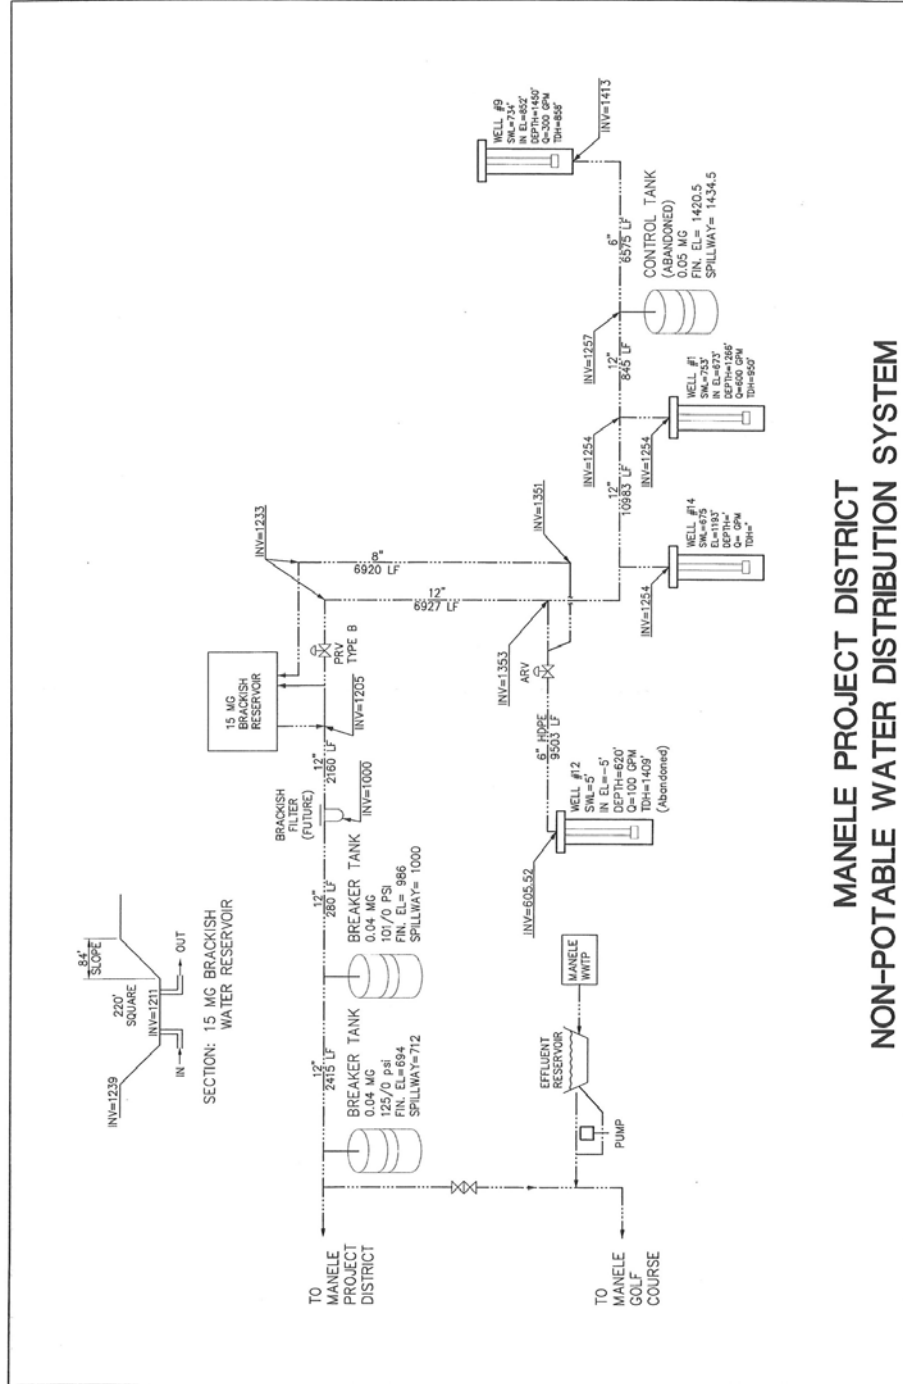 INV=1239
220'
SQUARE
84'
SLOPE
INV=1211
IN
OUT
SECTION: 15 MG BRACKISH
WATER RESERVOIR
15 MG
BRACKISH
RESERVOIR
INV=1233
PRV
TYPE B
INV=1205
12"
2160 LF
BRACKISH
FILTER
(FUTURE)
INV=1000
12"
280 LF
BREAKER TANK
0.04 MG
101/0 PSI
FIN. EL= 986
SPILLWAY= 1000
12"
2415 LF
BREAKER TANK
0.04 MG
125/0 psi
FIN. EL=694
SPILLWAY=712
TO
MANELE
PROJECT
DISTRICT
8"
6920 LF
12"
6927 LF
INV=1351
INV=1353
ARV
6" HDPE
9503 LF
WELL #12
SWL=5'
IN EL=-5'
DEPTH=620'
Q=100 GPM
TDH=1409'
(Abandoned)
INV=605.52
MANELE
WWTP
EFFLUENT
RESERVOIR
PUMP
TO
MANELE
GOLF
COURSE
WELL #9
SWL=734'
IN EL=852'
DEPTH=1450'
Q=300 GPM
TDH=858'
INV=1413
6"
6575 LF
CONTROL TANK
(ABANDONED)
0.05 MG
FIN. EL= 1420.5
SPILLWAY= 1434.5
INV=1257
12"
845 LF
INV=1254
INV=1254
WELL #1
SWL=753'
IN EL=673'
DEPTH=1266'
Q=600 GPM
TDH=950'
12"
10983 LF
WELL #14
SWL=675
EL=1193'
DEPTH='
Q= GPM
TDH="
INV=1254
MANELE PROJECT DISTRICT
NON-POTABLE WATER DISTRIBUTION SYSTEM